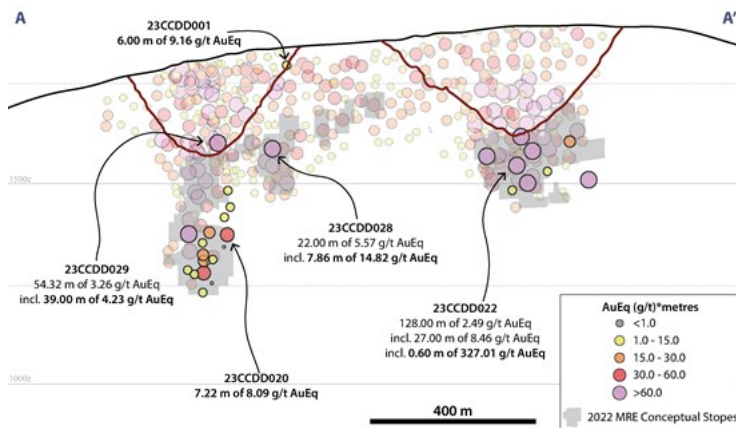 A
A'
23CCDD001
6.00 m of 9.16 g/t AuEq
1500z
23CCDD028
22.00 m of 5.57 g/t AuEq
incl. 7.86 m of 14.82 g/t AuEq
23CCDD029
54.32 m of 3.26 g/t AuEq
incl. 39.00 m of 4.23 g/t AuEq
23CCDD022
128.00 m of 2.49 g/t AuEq
incl. 27.00 m of 8.46 g/t AuEq
incl. 0.60 m of 327.01 g/t AuEq
23CCDD020
7.22 m of 8.09 g/t AuEq
1000z
400 m
AuEq (g/t)*metres
<1.0
1.0 - 15.0
15.0 - 30.0
30.0 - 60.0
>60.0
2022 MRE Conceptual Stopes